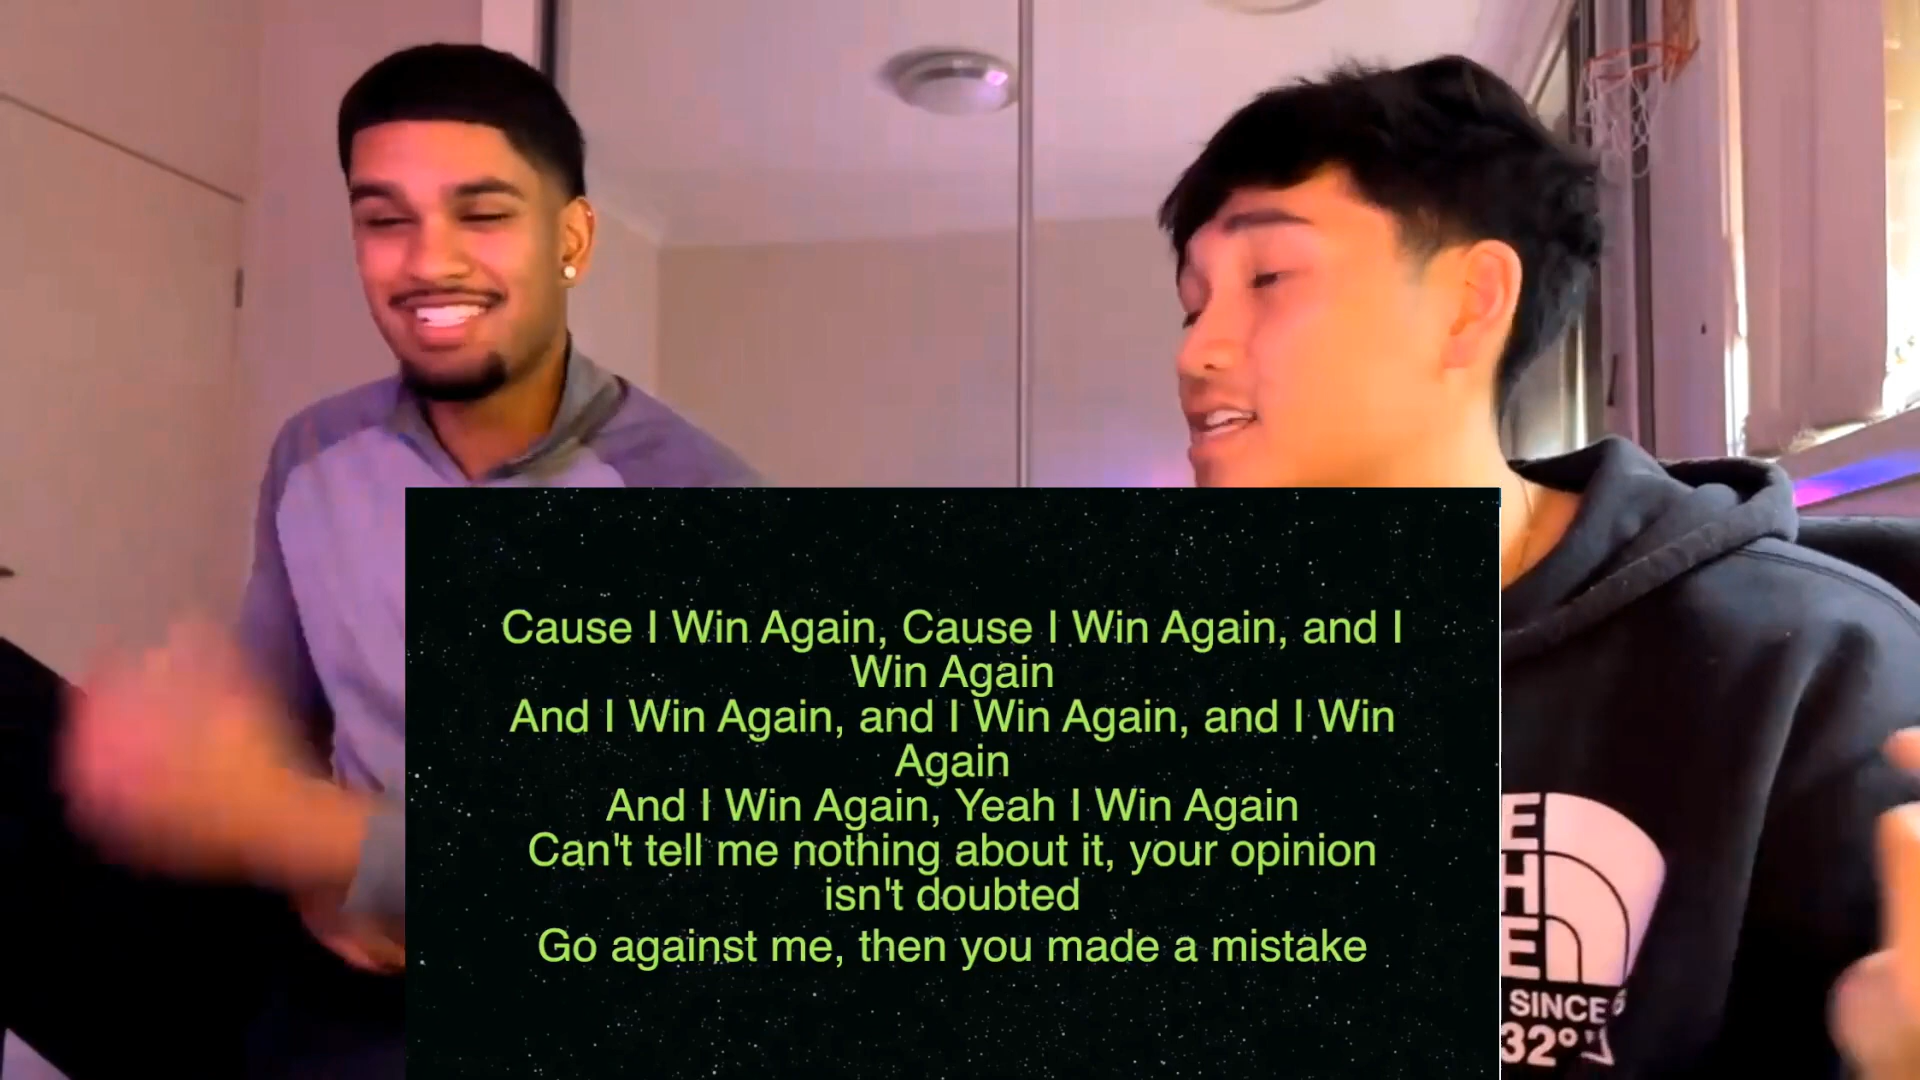 Cause I Win Again, Cause I Win Again, and I
Win Again
And I Win Again, and I Win Again, and I Win
Again
And I Win Again, Yeah I Win Again
Can't tell me nothing about it, your opinion
isn't doubted
Go against me, then you made a mistake
E
H
E
SINCE
32°